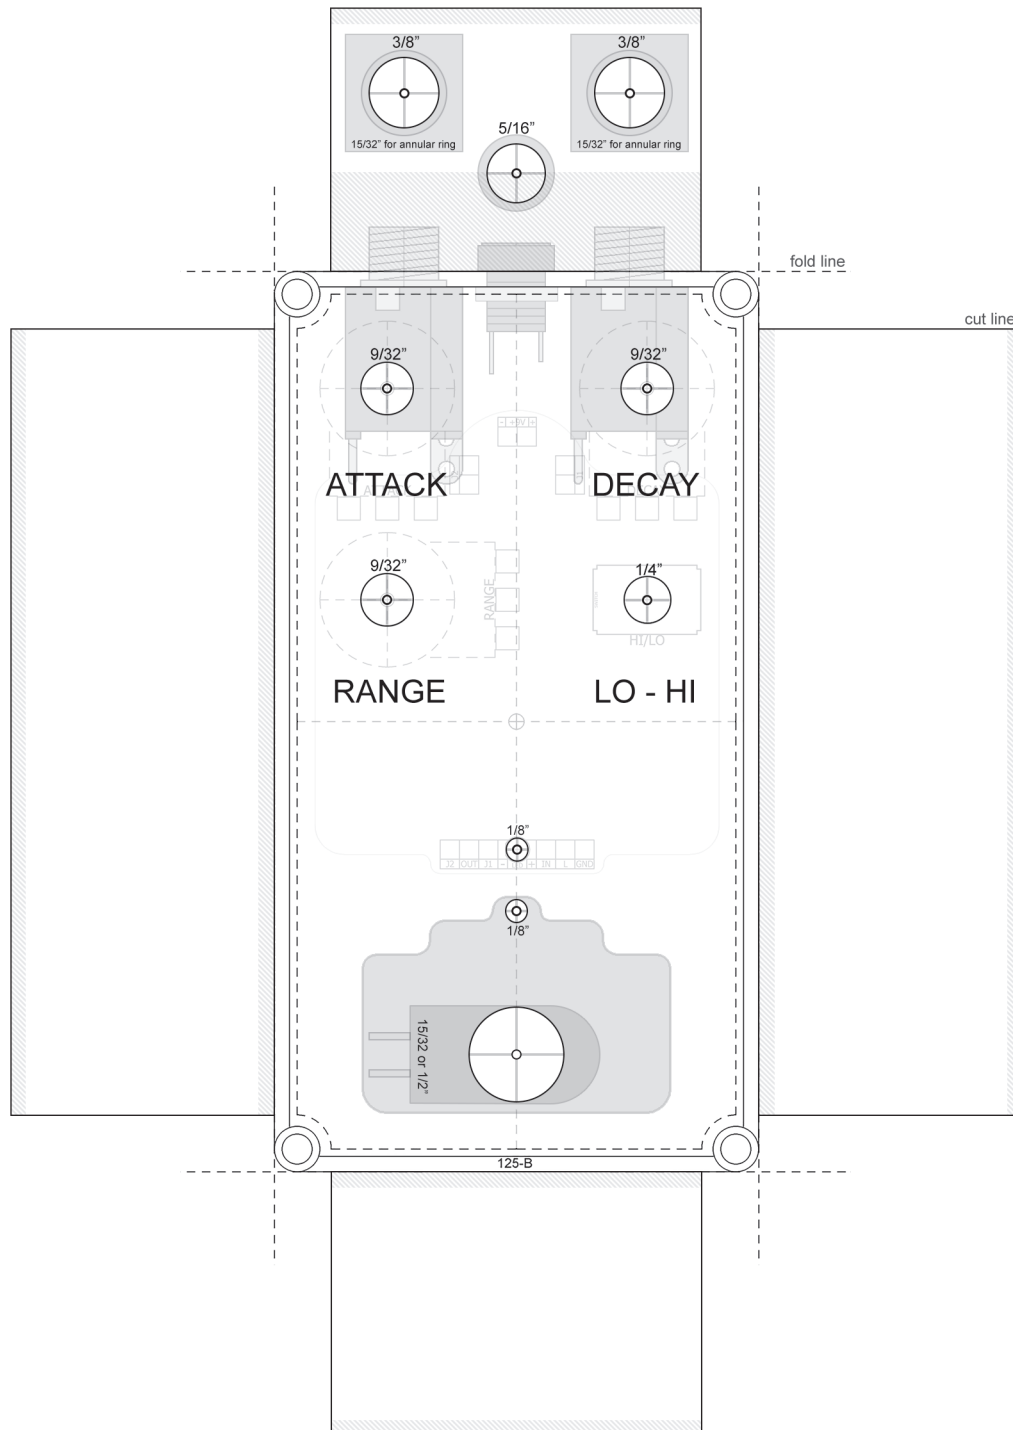 3/8”
3/8”
5/16”
15/32” for annular ring
15/32” for annular ring
fold line
cut line
9/32”
9/32”
ATTACK
DECAY
9/32”
1/4”
RANGE
HI/LO
RANGE
LO - HI
1/8”
J2 OUT J1 - + IN L GND
1/8”
15/32 or 1/2”
125-B